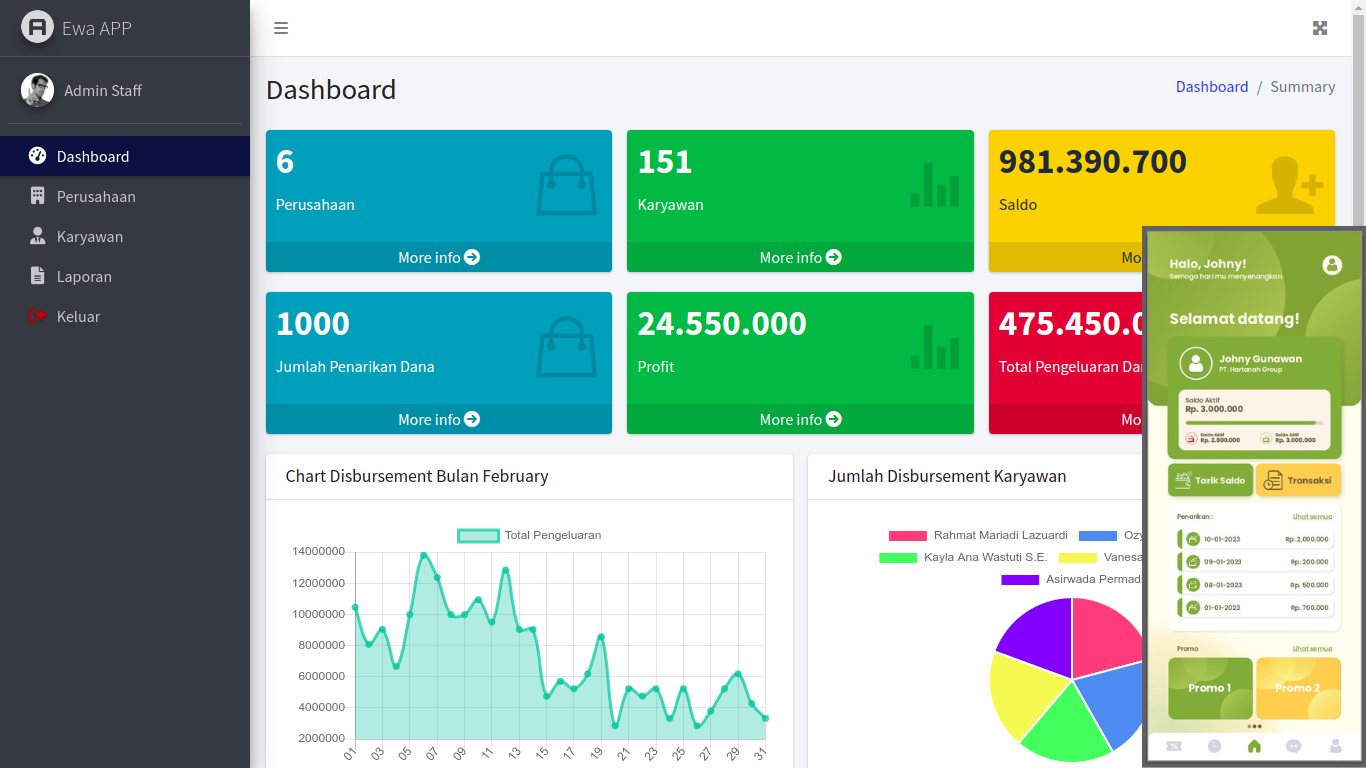 Ewa APP
Admin Staff
Dashboard
Perusahaan
Karyawan
Laporan
Keluar
Dashboard
Dashboard / Summary
6
Perusahaan
More info
151
Karyawan
More info
981.390.700
Saldo
Mo
1000
Jumlah Penarikan Dana
More info
24.550.000
Profit
More info
475.450.0
Total Pengeluaran Da
Mo
Chart Disbursement Bulan February
Total Pengeluaran
14000000
12000000
10000000
8000000
6000000
4000000
2000000
01 03 05 07 09 11 13 15 17 19 21 23 25 27 29 31
Jumlah Disbursement Karyawan
Rahmat Mariadi Lazuardi Ozy
Kayla Ana Wastuti S.E. Vanesa
Asirwada Permad
Halo, Johny!
Semoga hari mu menyenangkan
Selamat datang!
Johny Gunawan
PT. Hartanah Group
Saldo Aktif
Rp. 3.000.000
Saldo Aktif Saldo Aktif
Rp. 2.800.000 Rp. 3.000.000
Tarik Saldo Transaksi
Penarikan : Lihat semua
10-01-2023 Rp. 2.000.000
09-01-2023 Rp. 200.000
08-01-2023 Rp. 500.000
01-01-2023 Rp. 700.000
Promo Lihat semua
Promo 1 Promo 2